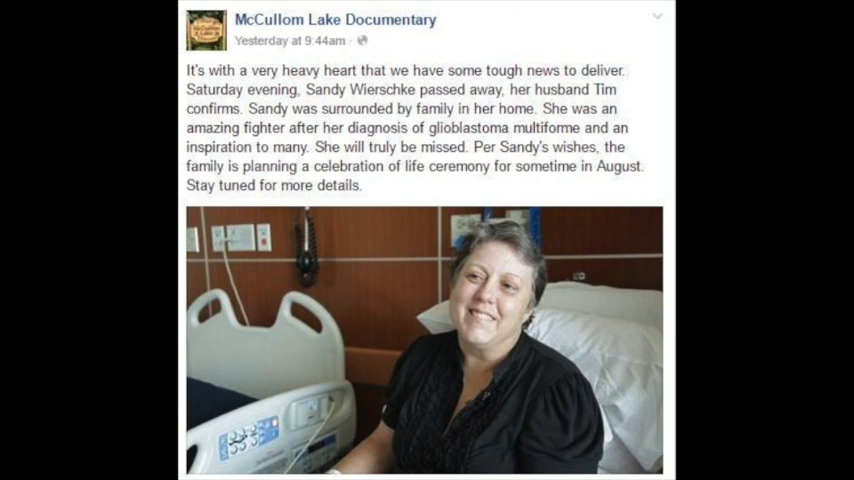 McCullom Lake Documentary
Yesterday at 9:44am ·
It's with a very heavy heart that we have some tough news to deliver.
Saturday evening, Sandy Wierschke passed away, her husband Tim
confirms. Sandy was surrounded by family in her home. She was an
amazing fighter after her diagnosis of glioblastoma multiforme and an
inspiration to many. She will truly be missed. Per Sandy's wishes, the
family is planning a celebration of life ceremony for sometime in August.
Stay tuned for more details.